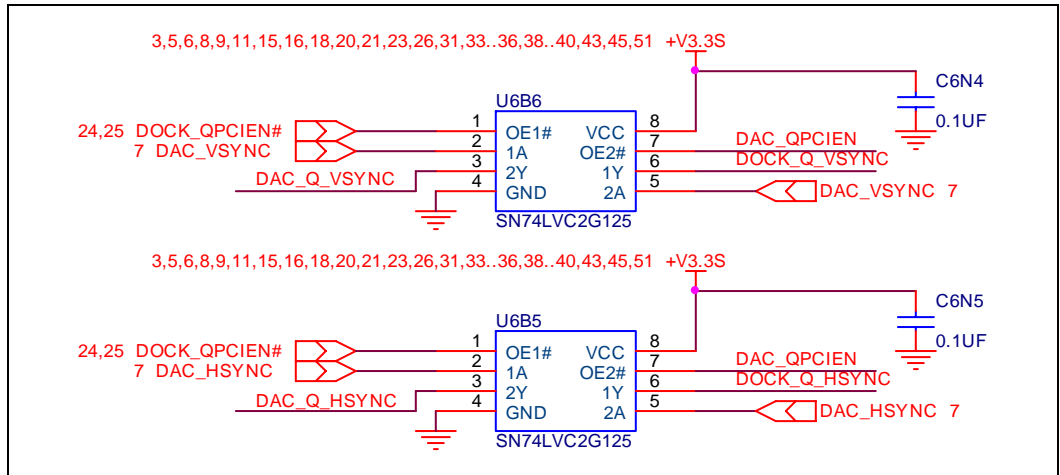 3,5,6,8,9,11,15,16,18,20,21,23,26,31,33..36,38..40,43,45,51 +V3.3S
C6N4
0.1UF
U6B6
24,25 DOCK_QPCIEN# 1 OE1# VCC 8
7 DAC_VSYNC 2 1A OE2# 7 DAC_QPCIEN
DAC_Q_VSYNC 3 2Y 1Y 6 DOCK_Q_VSYNC
4 GND 2A 5 DAC_VSYNC 7
SN74LVC2G125
3,5,6,8,9,11,15,16,18,20,21,23,26,31,33..36,38..40,43,45,51 +V3.3S
C6N5
0.1UF
U6B5
24,25 DOCK_QPCIEN# 1 OE1# VCC 8
7 DAC_HSYNC 2 1A OE2# 7 DAC_QPCIEN
DAC_Q_HSYNC 3 2Y 1Y 6 DOCK_Q_HSYNC
4 GND 2A 5 DAC_HSYNC 7
SN74LVC2G125